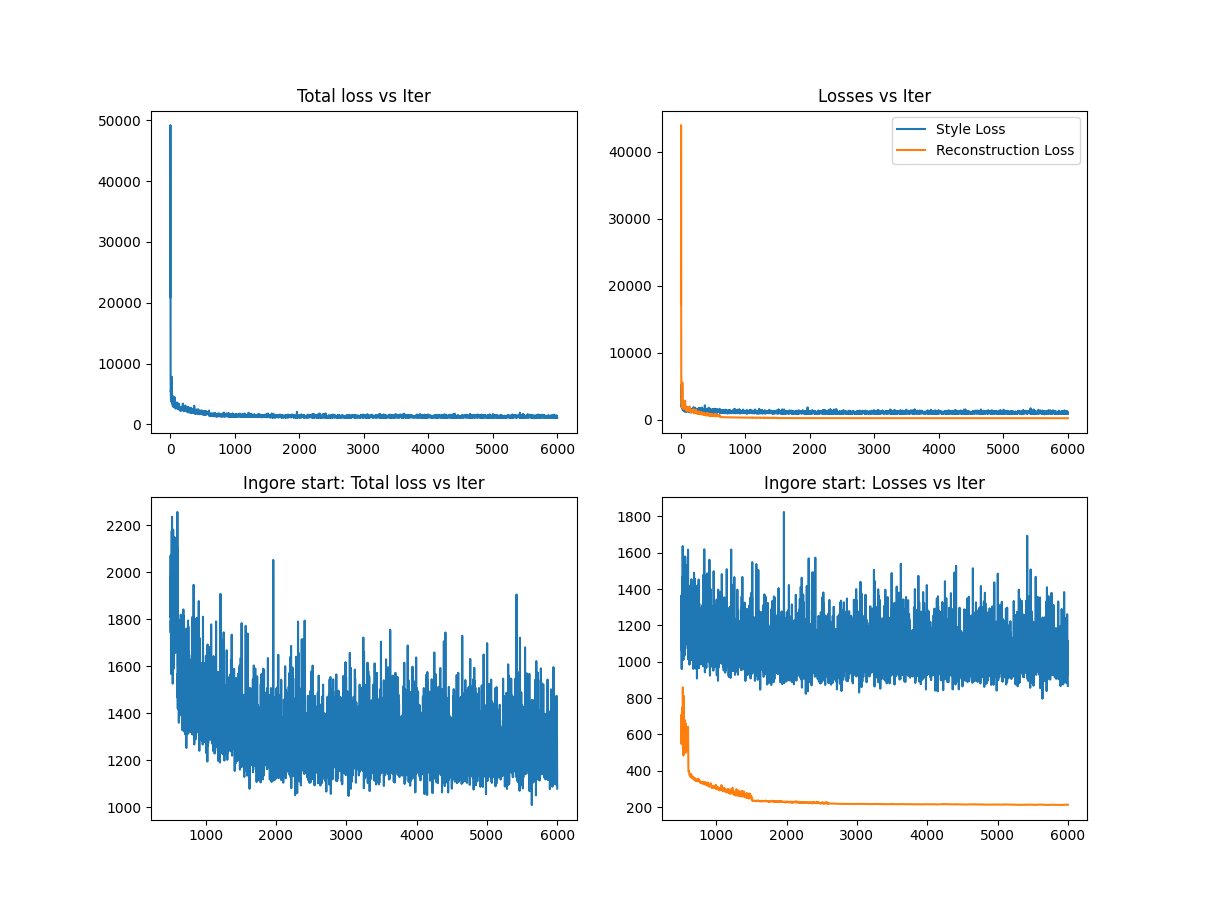 Total loss vs Iter
50000
40000
30000
20000
10000
0
0 1000 2000 3000 4000 5000 6000
Losses vs Iter
Style Loss
Reconstruction Loss
40000
30000
20000
10000
0
0 1000 2000 3000 4000 5000 6000
Ingore start: Total loss vs Iter
2200
2000
1800
1600
1400
1200
1000
1000 2000 3000 4000 5000 6000
Ingore start: Losses vs Iter
1800
1600
1400
1200
1000
800
600
400
200
1000 2000 3000 4000 5000 6000